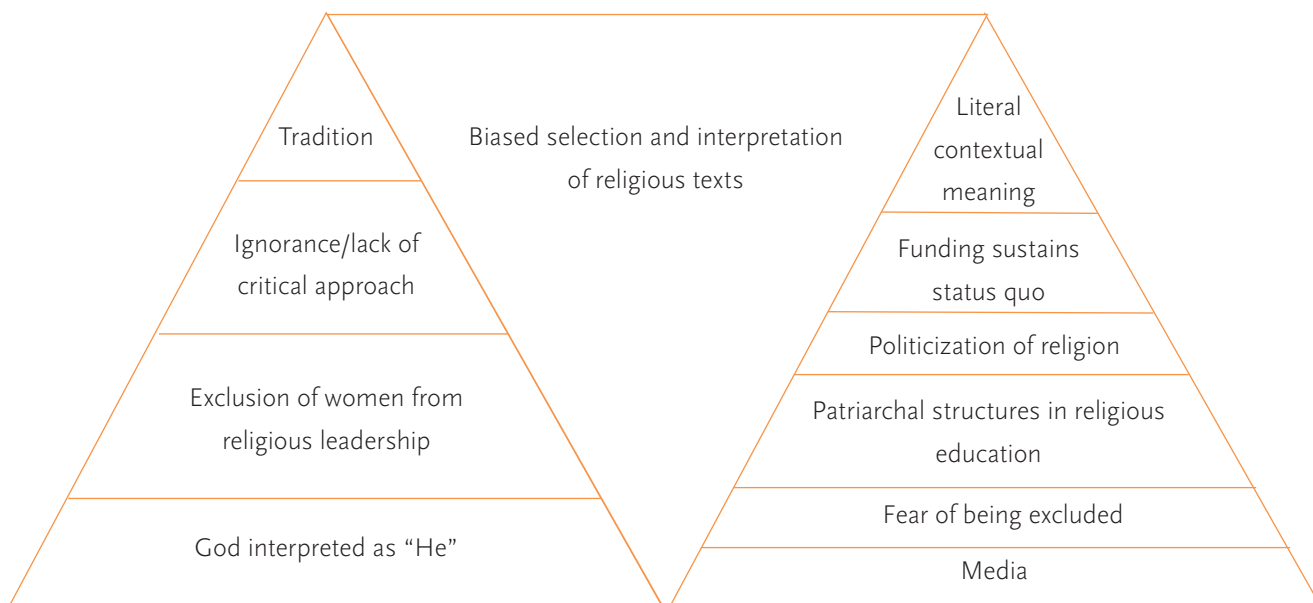 Tradition
Ignorance/lack of
critical approach
Exclusion of women from
religious leadership
God interpreted as “He”
Biased selection and interpretation
of religious texts
Literal
contextual
meaning
Funding sustains
status quo
Politicization of religion
Patriarchal structures in religious
education
Fear of being excluded
Media